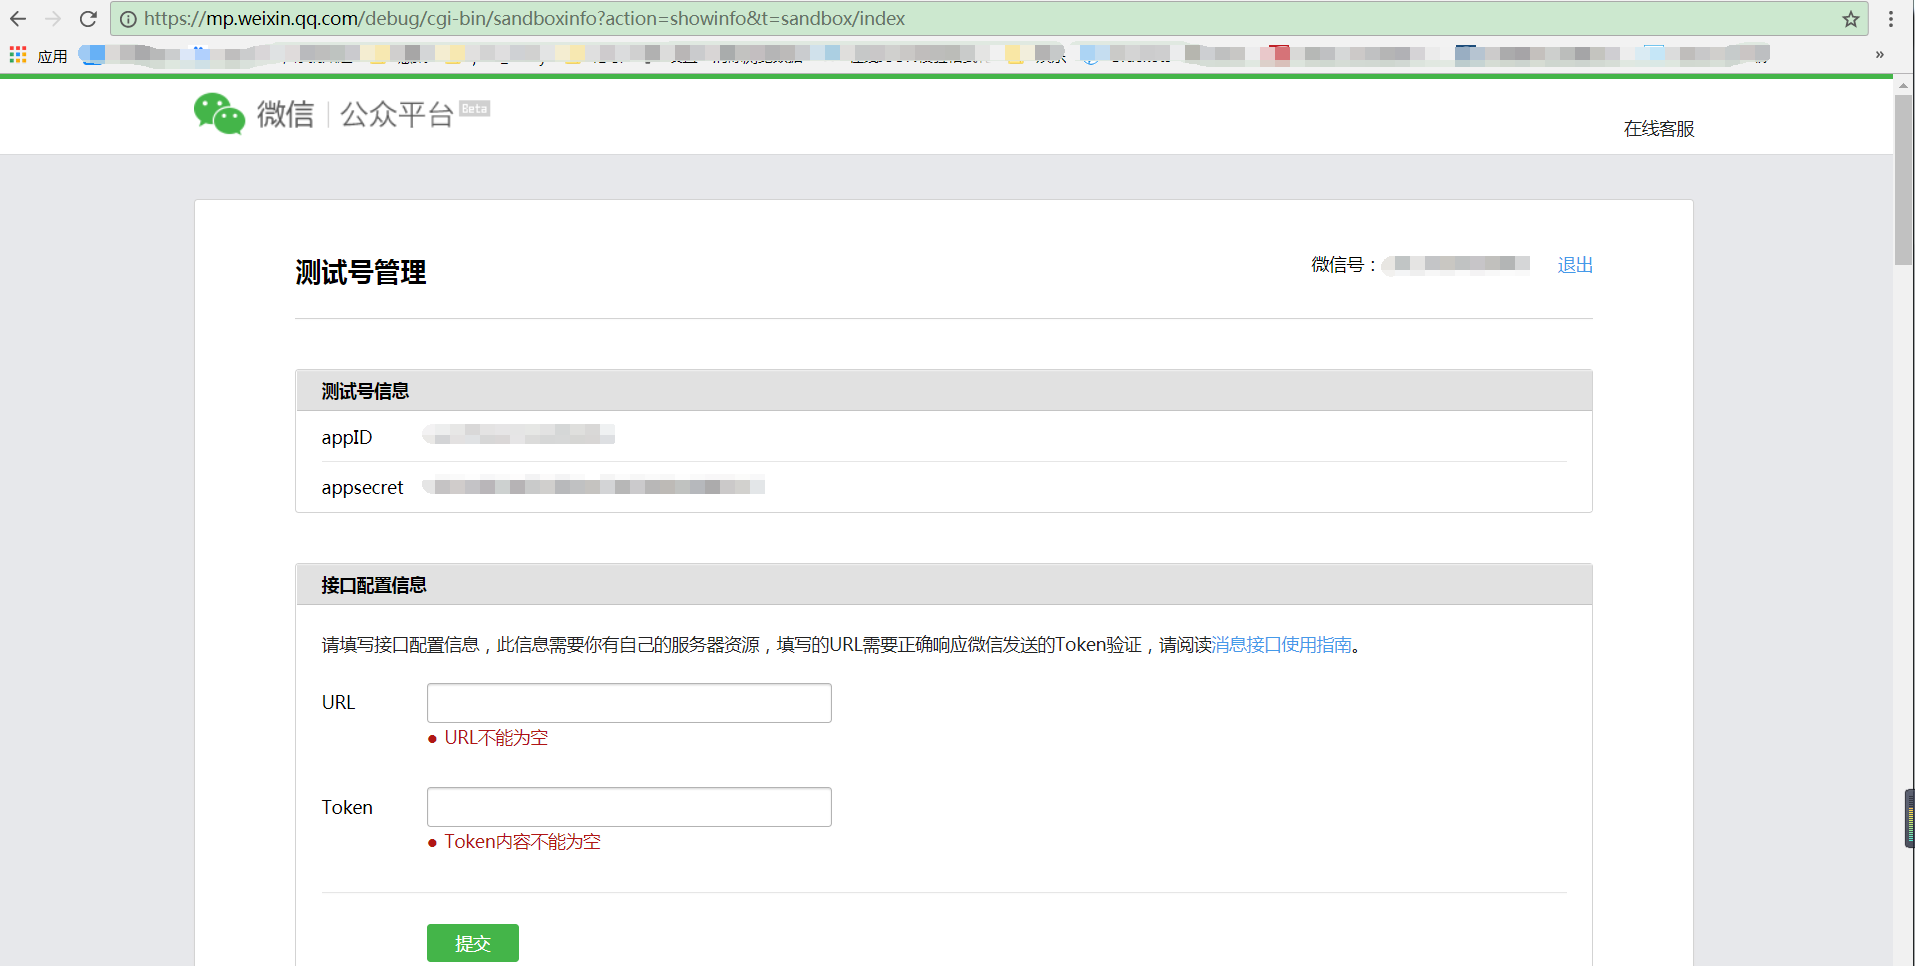 https://mp.weixin.qq.com/debug/cgi-bin/sandboxinfo?action=showinfo&t=sandbox/index
应用
»
微信 | 公众平台 Beta
在线客服
测试号管理
微信号：
退出
测试号信息
appID
appsecret
接口配置信息
请填写接口配置信息，此信息需要你有自己的服务器资源，填写的URL需要正确响应微信发送的Token验证，请阅读消息接口使用指南。
URL
● URL不能为空
Token
● Token内容不能为空
提交